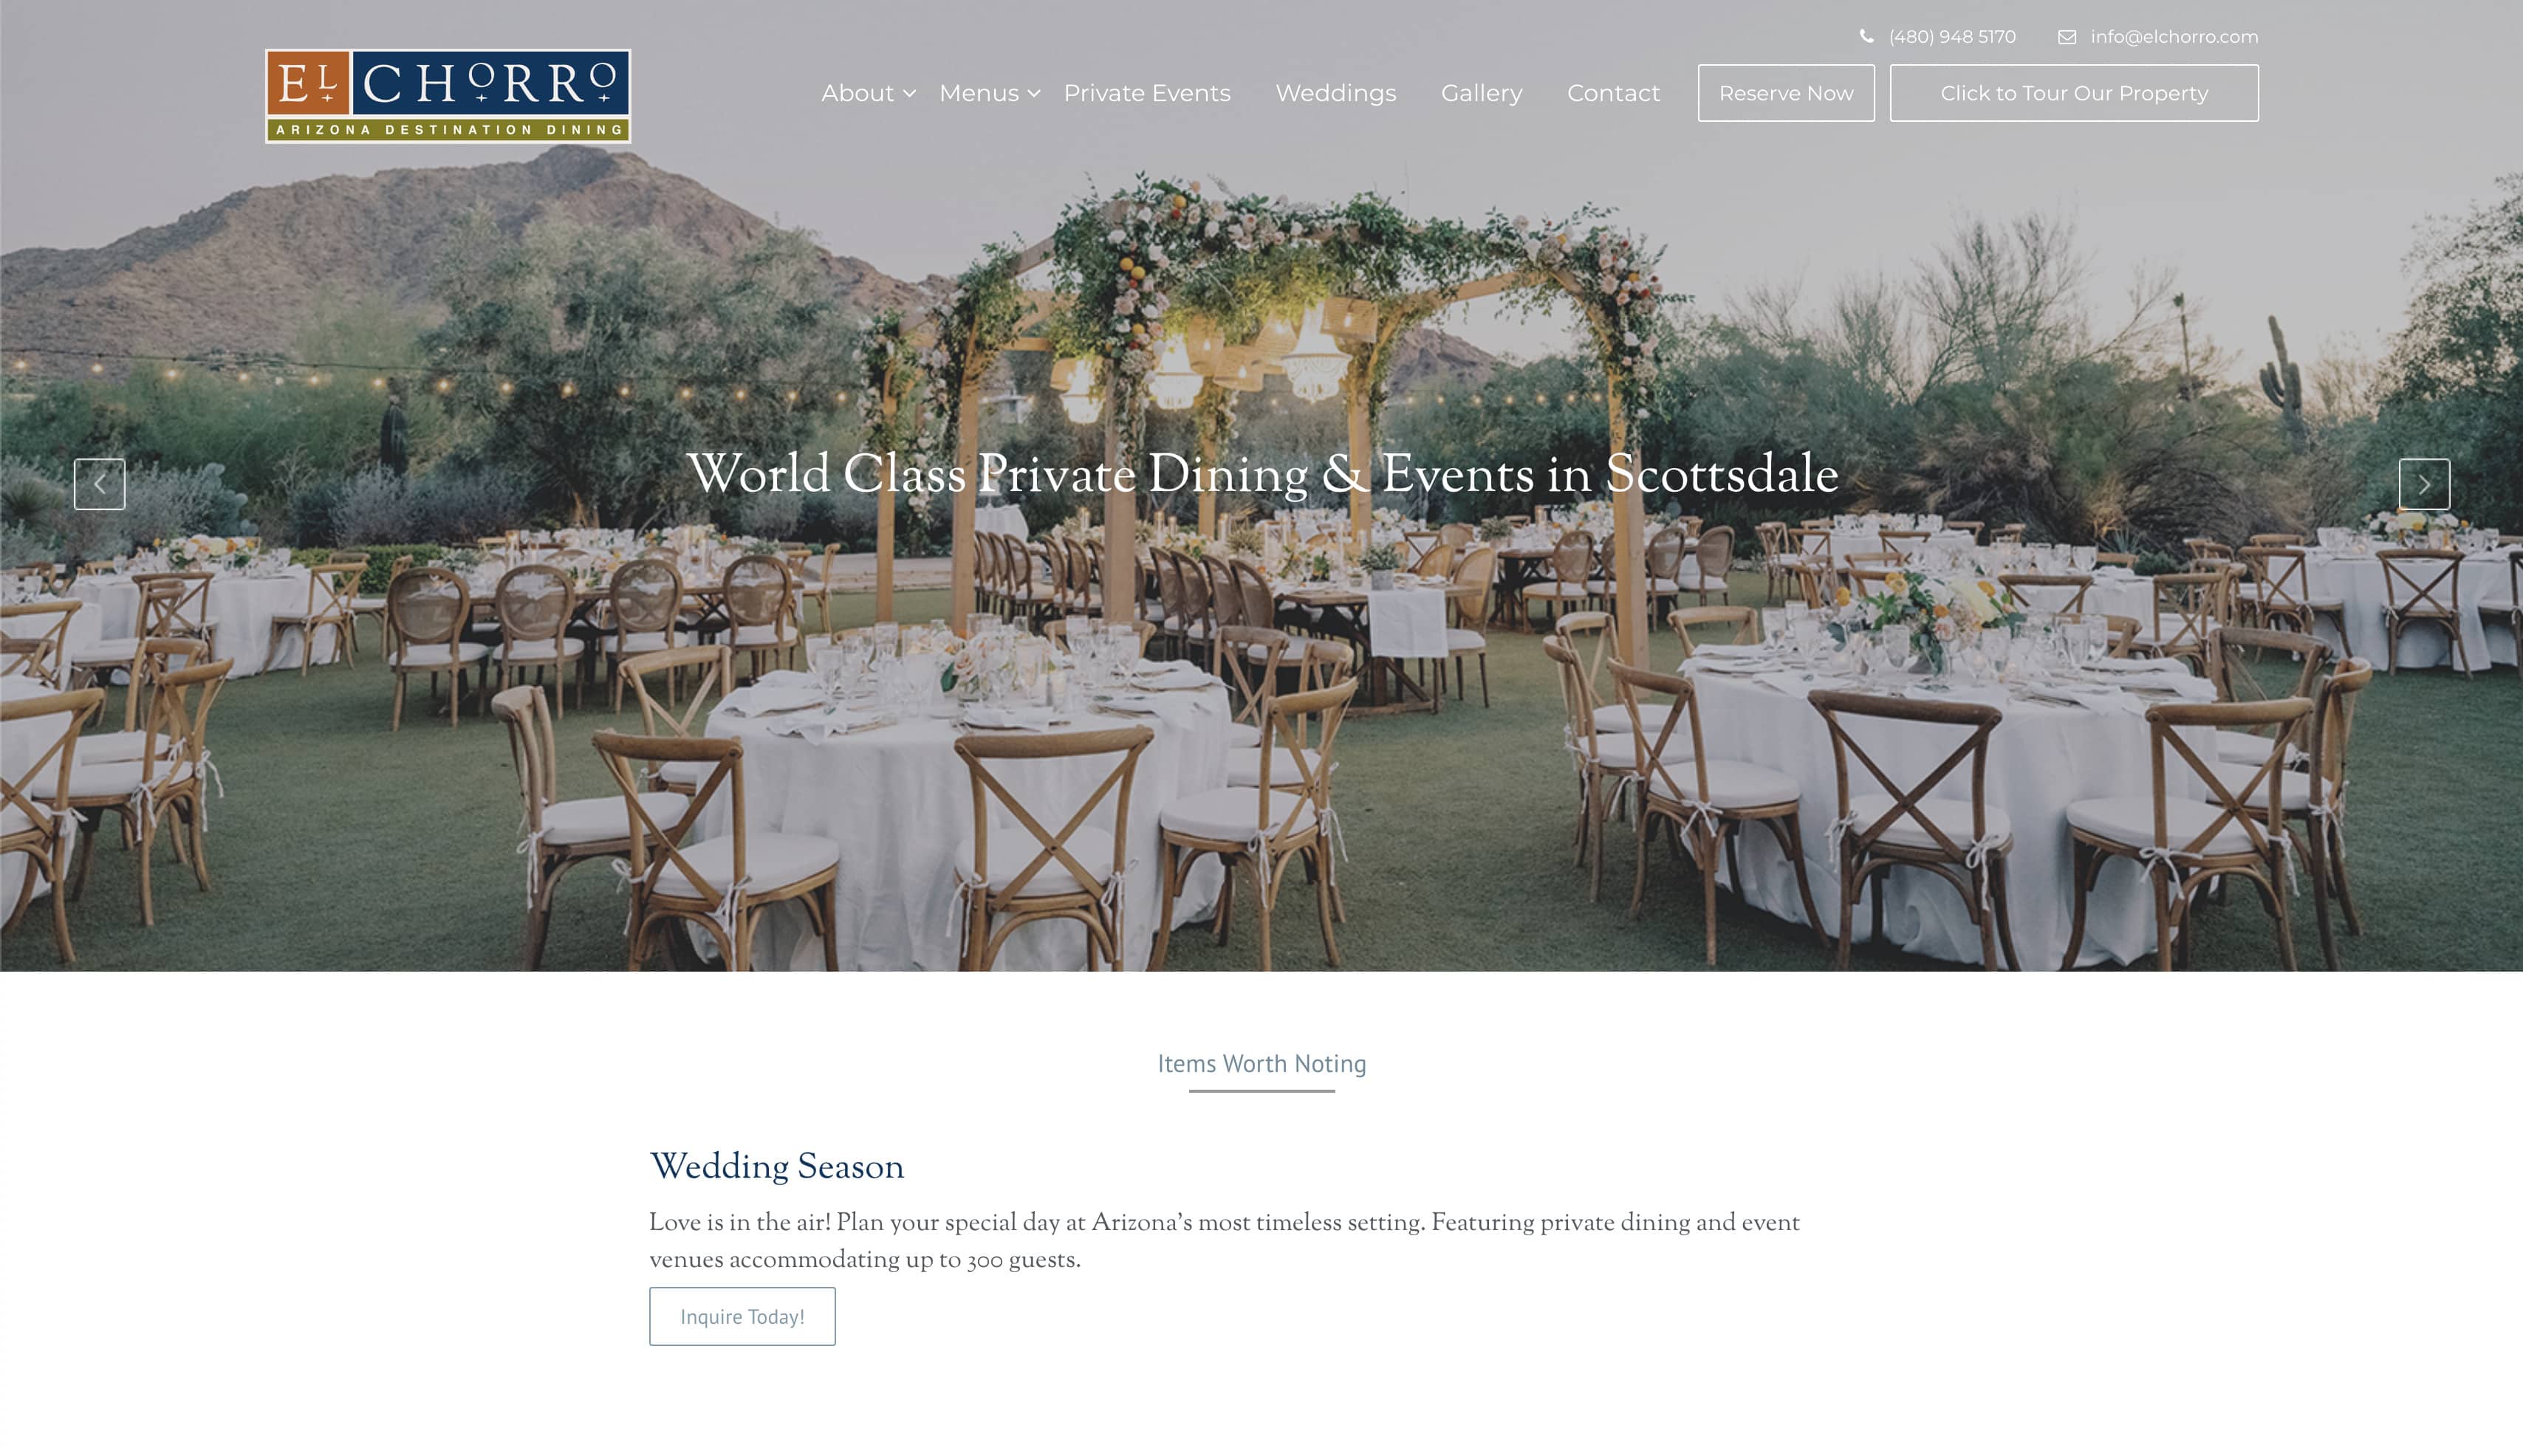 (480) 948 5170 info@elchorro.com
EL CHORRO
ARIZONA DESTINATION DINING
About Menus Private Events Weddings Gallery Contact Reserve Now Click to Tour Our Property
World Class Private Dining & Events in Scottsdale
Items Worth Noting
Wedding Season
Love is in the air! Plan your special day at Arizona’s most timeless setting. Featuring private dining and event
venues accommodating up to 300 guests.
Inquire Today!